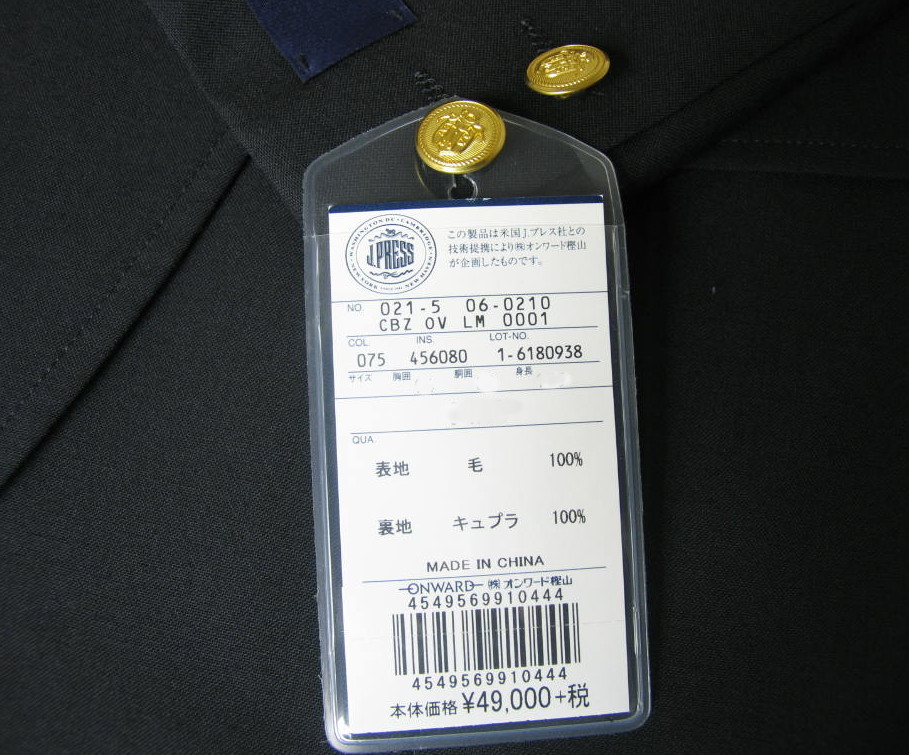 WASHINGTON DC • CAMBRIDGE
J.PRESS
NEW YORK NEW HAVEN
この製品は米国J.プレス社との
技術提携により㈱オンワード樫山
が企画したものです。
NO. 021-5 06-0210
CBZ OV LM 0001
COL. INS. LOT-NO.
075 456080 1-6180938
サイズ 胸囲 胴囲 身長
QUA
表地 毛 100%
裏地 キュプラ 100%
MADE IN CHINA
ONWARD ㈱オンワード樫山
4549569910444
4549569910444
本体価格 ¥49,000+税